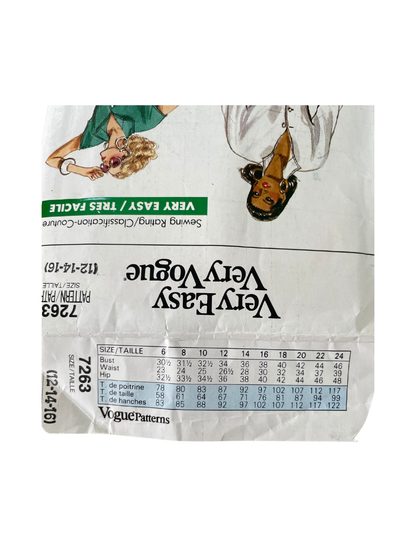 7263
PATTERN/PATR
SIZE/TAILLE
(12-14-16)
Very Easy
Very Vogue
Sewing Rating/Classification-Couture
VERY EASY / TRÈS FACILE
7263
SIZE/TAILLE
(12-14-16)
SIZE/TAILLE 6 8 10 12 14 16 18 20 22 24
Bust 30½ 31½ 32½ 34 36 38 40 42 44 46
Waist 23 24 25 26½ 28 30 32 34 37 39
Hip 32½ 33½ 34½ 36 38 40 42 44 46 48
T. de poitrine 78 80 83 87 92 97 102 107 112 117
T. de taille 58 61 64 67 71 76 81 87 94 99
T. de hanches 83 85 88 92 97 102 107 112 117 122
Vogue Patterns